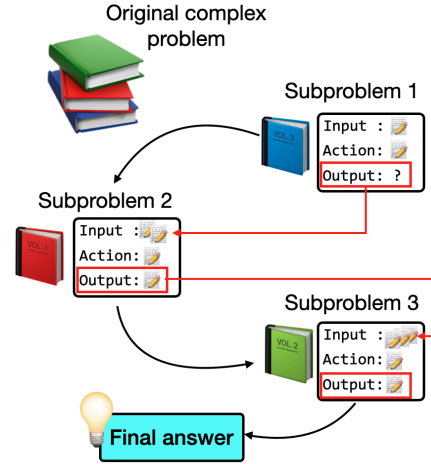 Original complex
problem
Subproblem 1
VOL. 3
Input :
Action:
Output: ?
Subproblem 2
VOL. 1
Input :
Action:
Output:
Subproblem 3
VOL. 2
Input :
Action:
Output:
Final answer